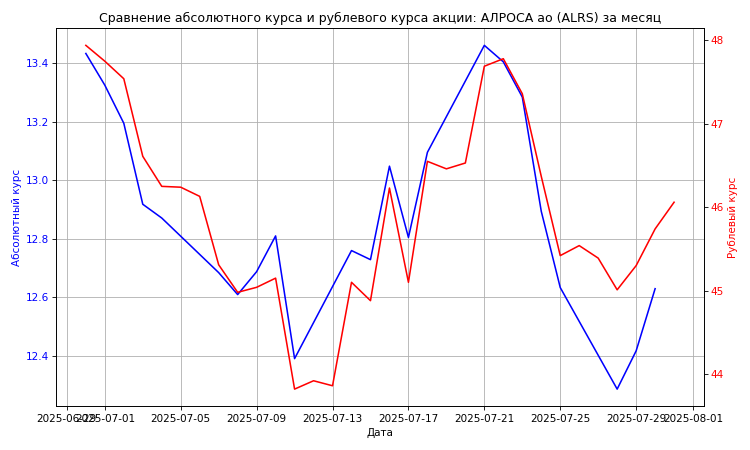 Сравнение абсолютного курса и рублевого курса акции: АЛРОСА ао (ALRS) за месяц
13.4
13.2
13.0
12.8
12.6
12.4
Абсолютный курс
48
47
46
45
44
Рублевый курс
2025-06-29 2025-07-01 2025-07-05 2025-07-09 2025-07-13 2025-07-17 2025-07-21 2025-07-25 2025-07-29 2025-08-01
Дата